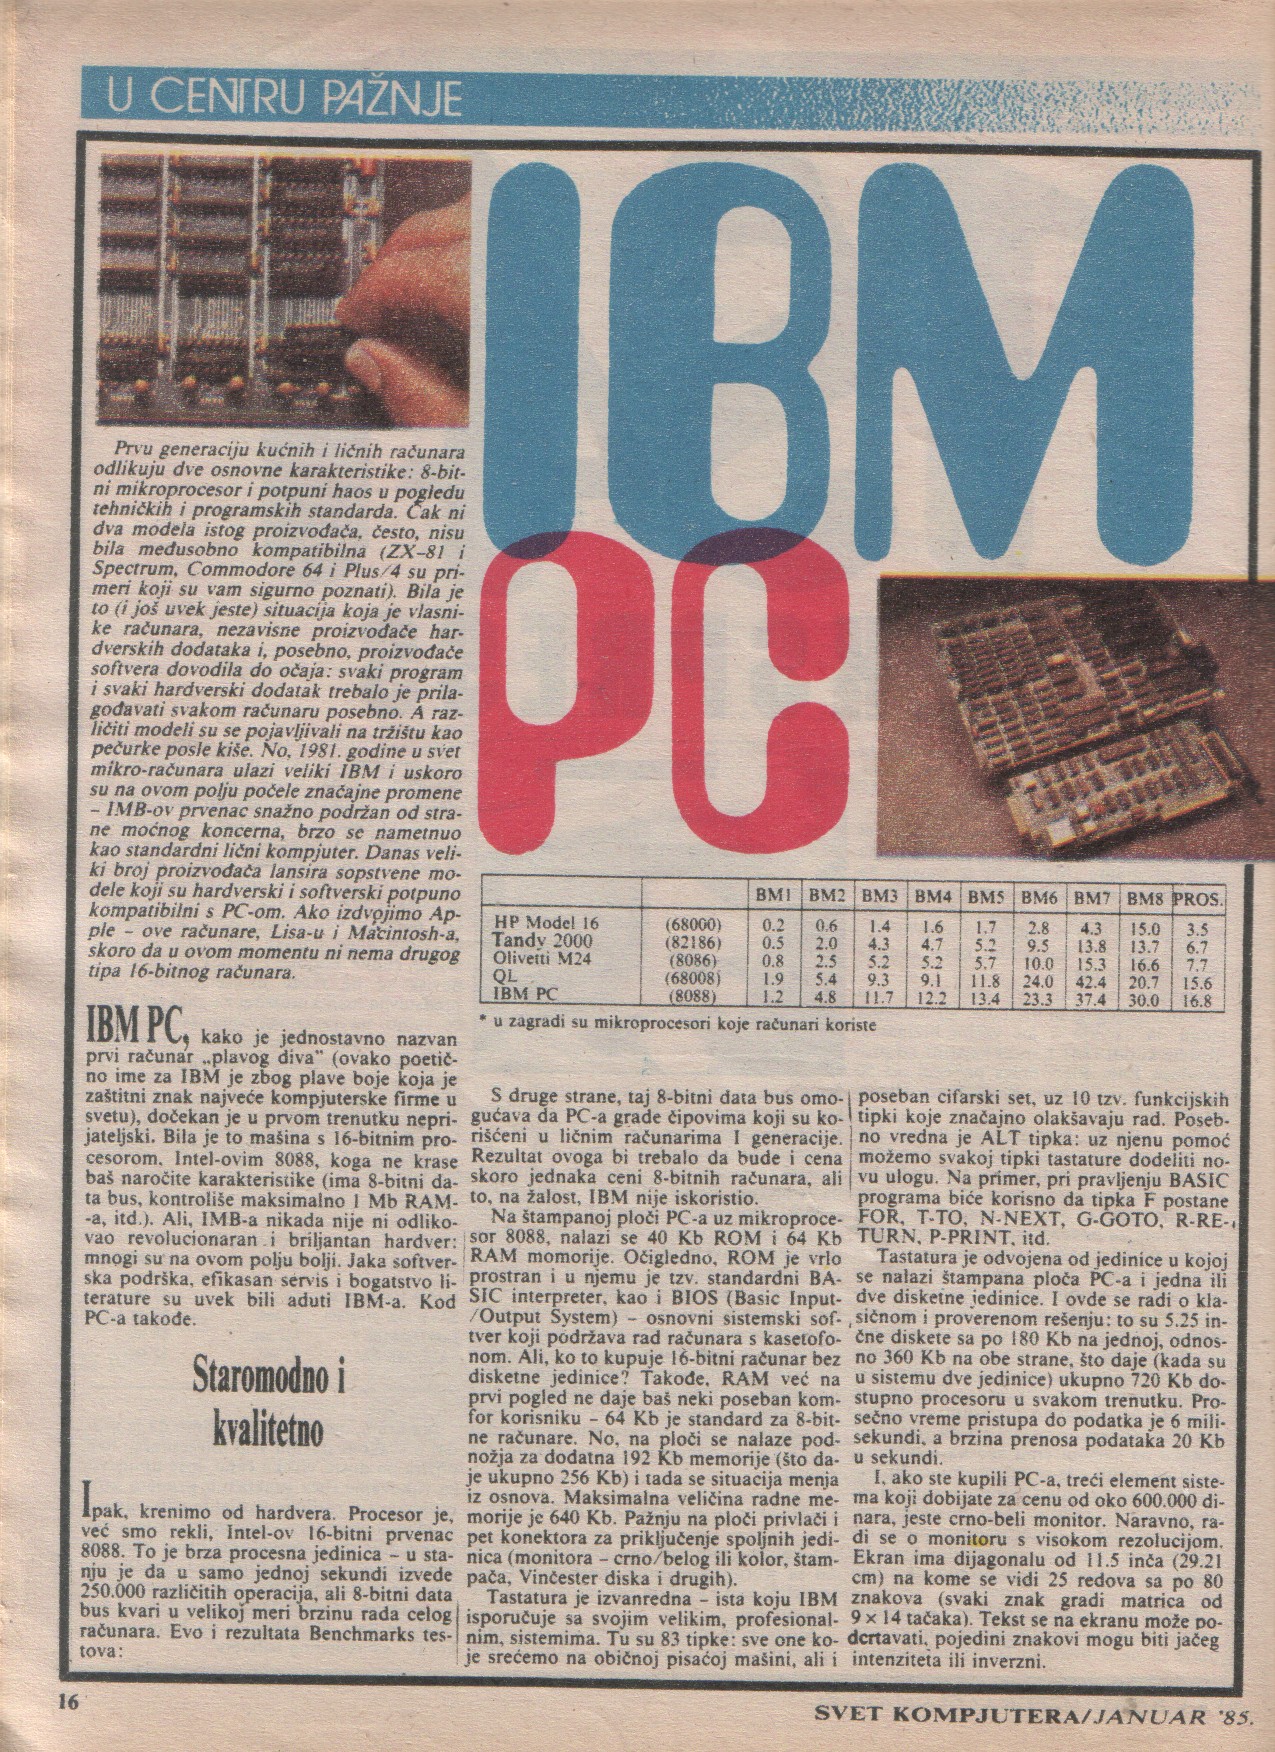 U CENTRU PAŽNJE
IBM
PC
Prvu generaciju kućnih i ličnih računara
odlikuju dve osnovne karakteristike: 8-bit-
ni mikroprocesor i potpuni haos u pogledu
tehničkih i programskih standarda. Čak ni
dva modela istog proizvođača, često, nisu
bila međusobno kompatibilna (ZX-81 i
Spectrum, Commodore 64 i Plus/4 su pri-
meri koji su vam sigurno poznati). Bila je
to (i još uvek jeste) situacija koja je vlasni-
ke računara, nezavisne proizvođače har-
dverskih dodataka i, posebno, proizvođače
softvera dovodila do očaja: svaki program
i svaki hardverski dodatak trebalo je prila-
gođavati svakom računaru posebno. A raz-
ličiti modeli su se pojavljivali na tržištu kao
pečurke posle kiše. No, 1981. godine u svet
mikro-računara ulazi veliki IBM i uskoro
su na ovom polju počele značajne promene
– IMB-ov prvenac snažno podržan od stra-
ne moćnog koncerna, brzo se nametnuo
kao standardni lični kompjuter. Danas veli-
ki broj proizvođača lansira sopstvene mo-
dele koji su hardverski i softverski potpuno
kompatibilni s PC-om. Ako izdvojimo Ap-
ple – ove računare, Lisa-u i Macintosh-a,
skoro da u ovom momentu ni nema drugog
tipa 16-bitnog računara.
BM1 BM2 BM3 BM4 BM5 BM6 BM7 BM8 PROS.
HP Model 16 (68000) 0.2 0.6 1.4 1.6 1.7 2.8 4.3 15.0 3.5
Tandy 2000 (82186) 0.5 2.0 4.3 4.7 5.2 9.5 13.8 13.7 6.7
Olivetti M24 (8086) 0.8 2.5 5.2 5.2 5.7 10.0 15.3 16.6 7.7
QL (68008) 1.9 5.4 9.3 9.1 11.8 24.0 42.4 20.7 15.6
IBM PC (8088) 1.2 4.8 11.7 12.2 13.4 23.3 37.4 30.0 16.8
* u zagradi su mikroprocesori koje računari koriste
IBM PC, kako je jednostavno nazvan
prvi računar „plavog diva” (ovako poetič-
no ime za IBM je zbog plave boje koja je
zaštitni znak najveće kompjuterske firme u
svetu), dočekan je u prvom trenutku nepri-
jateljski. Bila je to mašina s 16-bitnim pro-
cesorom, Intel-ovim 8088, koga ne krase
baš naročite karakteristike (ima 8-bitni da-
ta bus, kontroliše maksimalno 1 Mb RAM-
-a, itd.). Ali, IMB-a nikada nije ni odliko-
vao revolucionaran i briljantan hardver:
mnogi su na ovom polju bolji. Jaka softver-
ska podrška, efikasan servis i bogatstvo li-
terature su uvek bili aduti IBM-a. Kod
PC-a takođe.
Staromodno i
kvalitetno
Ipak, krenimo od hardvera. Procesor je,
već smo rekli, Intel-ov 16-bitni prvenac
8088. To je brza procesna jedinica – u sta-
nju je da u samo jednoj sekundi izvede
250.000 različitih operacija, ali 8-bitni data
bus kvari u velikoj meri brzinu rada celog
računara. Evo i rezultata Benchmarks tes-
tova:
S druge strane, taj 8-bitni data bus omo-
gućava da PC-a grade čipovima koji su ko-
rišćeni u ličnim računarima I generacije.
Rezultat ovoga bi trebalo da bude i cena
skoro jednaka ceni 8-bitnih računara, ali
to, na žalost, IBM nije iskoristio.
Na štampanoj ploči PC-a uz mikroproce-
sor 8088, nalazi se 40 Kb ROM i 64 Kb
RAM momorije. Očigledno, ROM je vrlo
prostran i u njemu je tzv. standardni BA-
SIC interpreter, kao i BIOS (Basic Input-
/Output System) – osnovni sistemski sof-
tver koji podržava rad računara s kasetofo-
nom. Ali, ko to kupuje 16-bitni računar bez
disketne jedinice? Takođe, RAM već na
prvi pogled ne daje baš neki poseban kom-
for korisniku – 64 Kb je standard za 8-bit-
ne računare. No, na ploči se nalaze pod-
nožja za dodatna 192 Kb memorije (što da-
je ukupno 256 Kb) i tada se situacija menja
iz osnova. Maksimalna veličina radne me-
morije je 640 Kb. Pažnju na ploči privlači i
pet konektora za priključenje spoljnih jedi-
nica (monitora – crno/belog ili kolor, štam-
pača, Vinčester diska i drugih).
Tastatura je izvanredna – ista koju IBM
isporučuje sa svojim velikim, profesional-
nim, sistemima. Tu su 83 tipke: sve one ko-
je srećemo na običnoj pisaćoj mašini, ali i
poseban cifarski set, uz 10 tzv. funkcijskih
tipki koje značajno olakšavaju rad. Poseb-
no vredna je ALT tipka: uz njenu pomoć
možemo svakoj tipki tastature dodeliti no-
vu ulogu. Na primer, pri pravljenju BASIC
programa biće korisno da tipka F postane
FOR, T-TO, N-NEXT, G-GOTO, R-RE-
TURN, P-PRINT, itd.
Tastatura je odvojena od jedinice u kojoj
se nalazi štampana ploča PC-a i jedna ili
dve disketne jedinice. I ovde se radi o kla-
sičnom i proverenom rešenju: to su 5.25 in-
čne diskete sa po 180 Kb na jednoj, odnos-
no 360 Kb na obe strane, što daje (kada su
u sistemu dve jedinice) ukupno 720 Kb do-
stupno procesoru u svakom trenutku. Pro-
sečno vreme pristupa do podatka je 6 mili-
sekundi, a brzina prenosa podataka 20 Kb
u sekundi.
I, ako ste kupili PC-a, treći element siste-
ma koji dobijate za cenu od oko 600.000 di-
nara, jeste crno-beli monitor. Naravno, ra-
di se o monitoru s visokom rezolucijom.
Ekran ima dijagonalu od 11.5 inča (29.21
cm) na kome se vidi 25 redova sa po 80
znakova (svaki znak gradi matrica od
9×14 tačaka). Tekst se na ekranu može po-
dcrtavati, pojedini znakovi mogu biti jačeg
intenziteta ili inverzni.
16
SVET KOMPJUTERA/JANUAR '85.